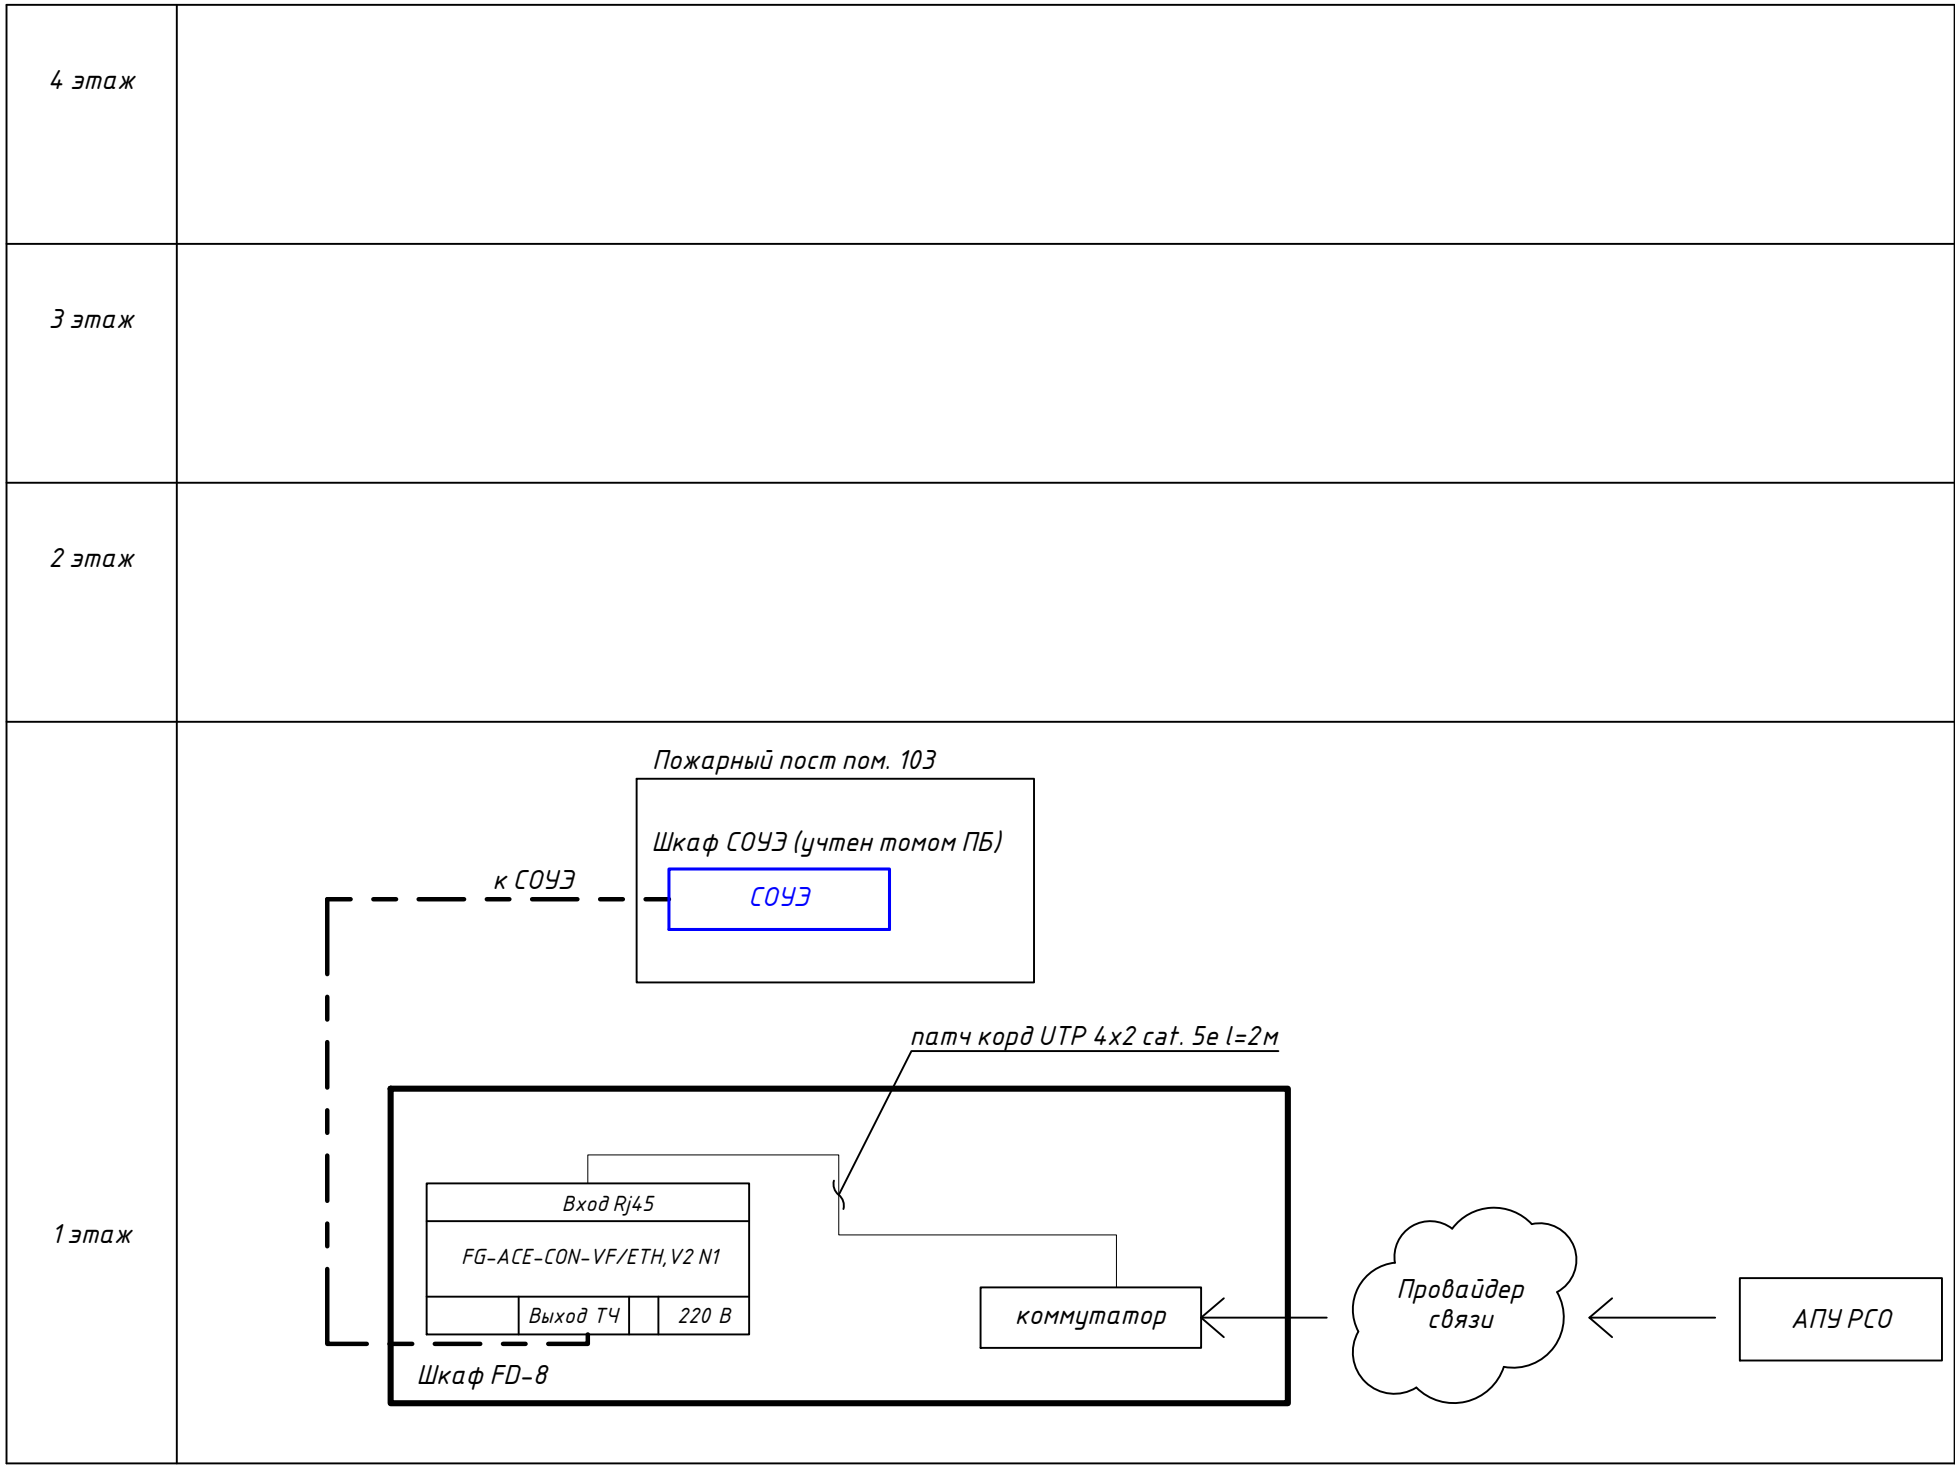 4 этаж
3 этаж
2 этаж
1 этаж
Пожарный пост пом. 103
Шкаф СОУЭ (учтен томом ПБ)
к СОУЭ
СОУЭ
патч корд UTP 4x2 cat. 5e l=2м
Вход Rj45
FG-ACE-CON-VF/ETH,V2 N1
Выход ТЧ
220 В
Шкаф FD-8
коммутатор
Провайдер
связи
АПУ РСО